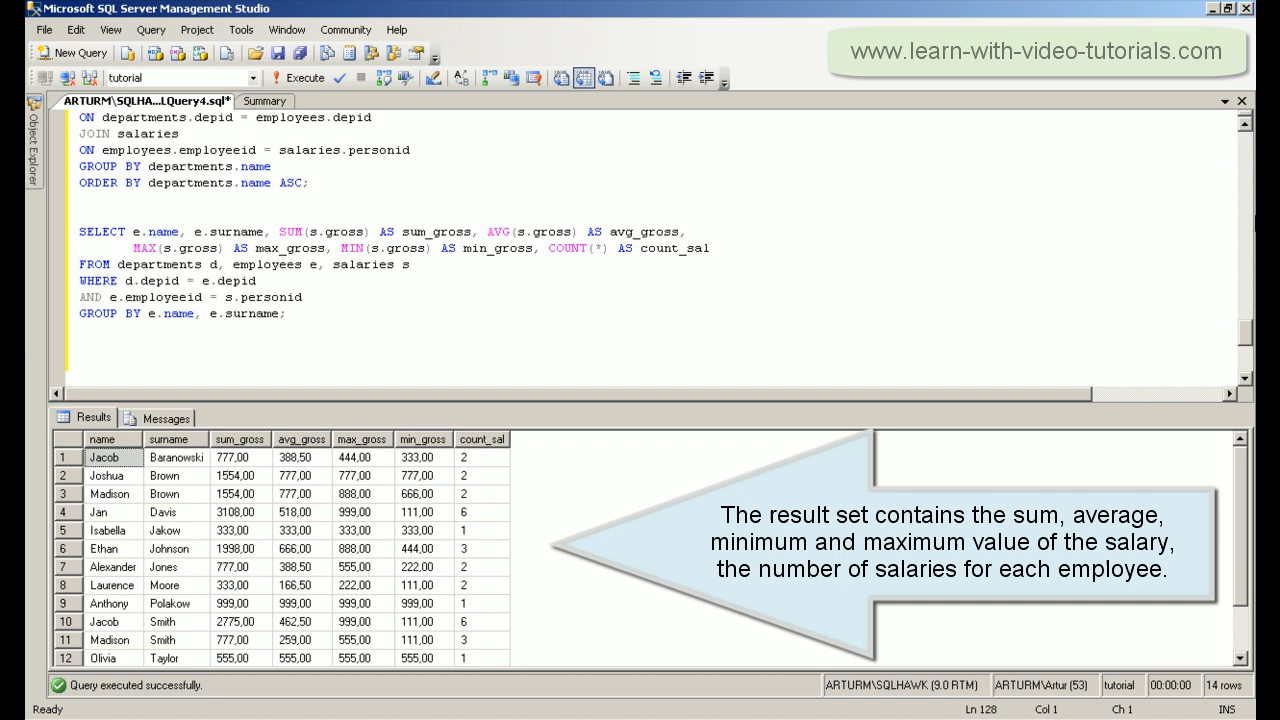 Microsoft SQL Server Management Studio
File Edit View Query Project Tools Window Community Help
www.learn-with-video-tutorials.com
New Query
tutorial Execute
ARTURM\SQLHA...LQuery4.sql* Summary
Object Explorer
ON departments.depid = employees.depid
JOIN salaries
ON employees.employeeid = salaries.personid
GROUP BY departments.name
ORDER BY departments.name ASC;
SELECT e.name, e.surname, SUM(s.gross) AS sum_gross, AVG(s.gross) AS avg_gross,
MAX(s.gross) AS max_gross, MIN(s.gross) AS min_gross, COUNT(*) AS count_sal
FROM departments d, employees e, salaries s
WHERE d.depid = e.depid
AND e.employeeid = s.personid
GROUP BY e.name, e.surname;
Results Messages
name surname sum_gross avg_gross max_gross min_gross count_sal
1 Jacob Baranowski 777,00 388,50 444,00 333,00 2
2 Joshua Brown 1554,00 777,00 777,00 777,00 2
3 Madison Brown 1554,00 777,00 888,00 666,00 2
4 Jan Davis 3108,00 518,00 999,00 111,00 6
5 Isabella Jakow 333,00 333,00 333,00 333,00 1
6 Ethan Johnson 1998,00 666,00 888,00 444,00 3
7 Alexander Jones 777,00 388,50 555,00 222,00 2
8 Laurence Moore 333,00 166,50 222,00 111,00 2
9 Anthony Polakow 999,00 999,00 999,00 999,00 1
10 Jacob Smith 2775,00 462,50 999,00 111,00 6
11 Madison Smith 777,00 259,00 555,00 111,00 3
12 Olivia Taylor 555,00 555,00 555,00 555,00 1
The result set contains the sum, average,
minimum and maximum value of the salary,
the number of salaries for each employee.
Query executed successfully. ARTURM\SQLHAWK (9.0 RTM) ARTURM\Artur (53) tutorial 00:00:00 14 rows
Ready Ln 128 Col 1 Ch 1 INS